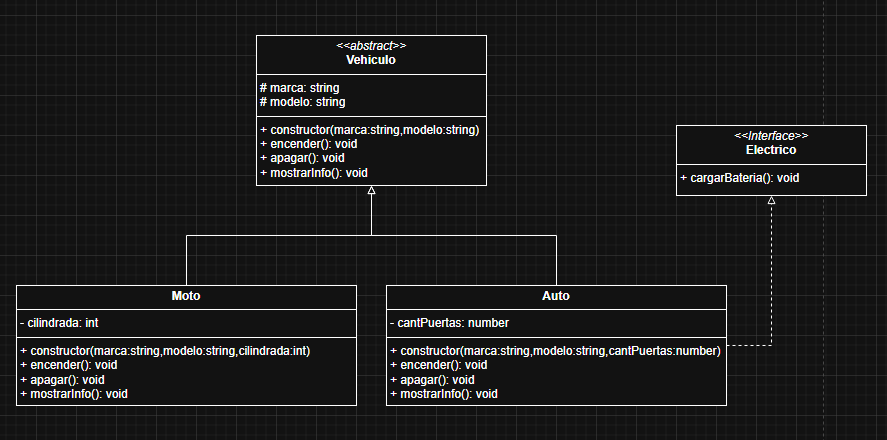 <<abstract>>
Vehiculo
# marca: string
# modelo: string
+ constructor(marca:string,modelo:string)
+ encender(): void
+ apagar(): void
+ mostrarInfo(): void
<<Interface>>
Electrico
+ cargarBateria(): void
Moto
- cilindrada: int
+ constructor(marca:string,modelo:string,cilindrada:int)
+ encender(): void
+ apagar(): void
+ mostrarInfo(): void
Auto
- cantPuertas: number
+ constructor(marca:string,modelo:string,cantPuertas:number)
+ encender(): void
+ apagar(): void
+ mostrarInfo(): void